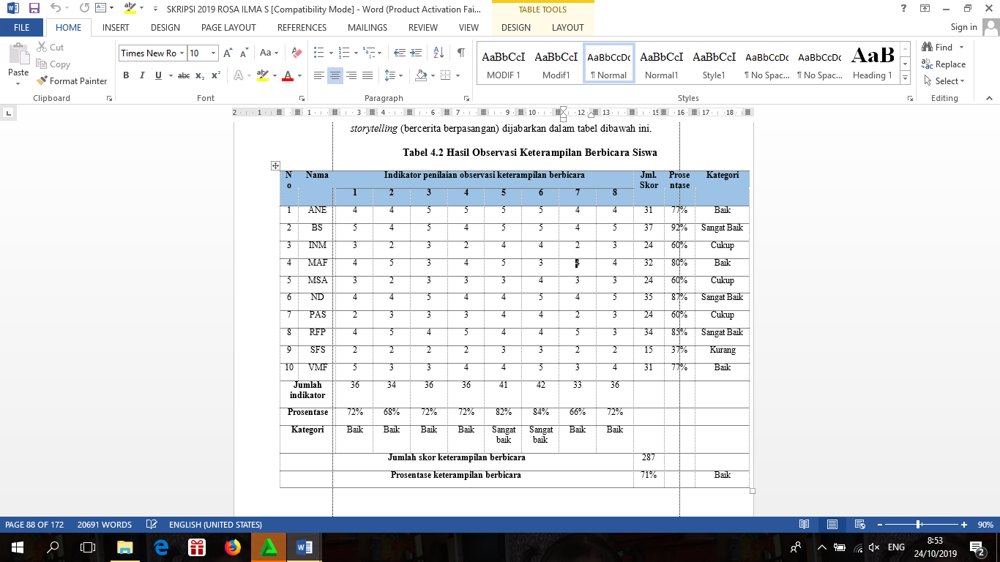 SKRIPSI 2019 ROSA ILMA S [Compatibility Mode] - Word (Product Activation Fai...
TABLE TOOLS
FILE HOME INSERT DESIGN PAGE LAYOUT REFERENCES MAILINGS REVIEW VIEW DESIGN LAYOUT Sign in
Paste
Cut
Copy
Format Painter
Clipboard
Times New Ro 10
Font
Paragraph
AaBbCcI AaBbCcI AaBbCcDc AaBbCcI AaBbCcI AaBbCcDc AaBbCcDc AaB
MODIF 1 Modif1 ¶ Normal Normal1 Style1 ¶ No Spac... ¶ No Spac... Heading 1
Styles
Find
Replace
Select
Editing
2 1 1 3 4 6 7 9 10 12 13 15 16 17 18
storytelling (bercerita berpasangan) dijabarkan dalam tabel dibawah ini.
Tabel 4.2 Hasil Observasi Keterampilan Berbicara Siswa
No Nama Indikator penilaian observasi keterampilan berbicara Jml. Skor Prosentase Kategori
1 2 3 4 5 6 7 8
1 ANE 4 4 5 5 5 5 4 4 31 77% Baik
2 BS 5 4 5 4 5 5 4 5 37 92% Sangat Baik
3 INM 3 2 3 2 4 4 2 3 24 60% Cukup
4 MAF 4 5 3 4 5 3 4 32 80% Baik
5 MSA 3 2 3 3 3 4 3 3 24 60% Cukup
6 ND 4 4 5 4 4 5 4 5 35 87% Sangat Baik
7 PAS 2 3 3 3 4 4 2 3 24 60% Cukup
8 RFP 4 5 4 5 4 4 5 3 34 85% Sangat Baik
9 SFS 2 2 2 2 3 3 2 2 15 37% Kurang
10 VMF 5 3 3 4 4 5 3 4 31 77% Baik
Jumlah indikator 36 34 36 36 41 42 33 36
Prosentase 72% 68% 72% 72% 82% 84% 66% 72%
Kategori Baik Baik Baik Baik Sangat baik Sangat baik Baik Baik
Jumlah skor keterampilan berbicara 287
Prosentase keterampilan berbicara 71% Baik
PAGE 88 OF 172 20691 WORDS ENGLISH (UNITED STATES) 90%
ENG
8:53
24/10/2019
2